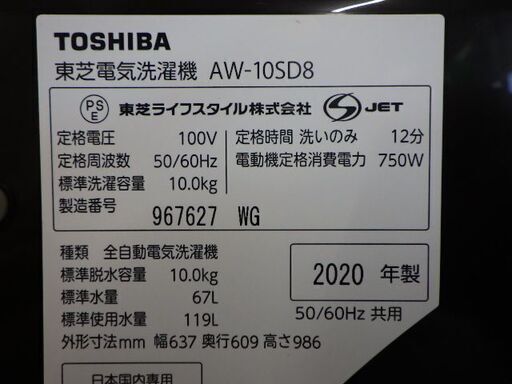 TOSHIBA
東芝電気洗濯機 AW-10SD8
PS E 東芝ライフスタイル株式会社 S JET
定格電圧 100V 定格時間 洗いのみ 12分
定格周波数 50/60Hz 電動機定格消費電力 750W
標準洗濯容量 10.0kg
製造番号 967627 WG
種類 全自動電気洗濯機
標準脱水容量 10.0kg 2020 年製
標準水量 67L
標準使用水量 119L 50/60Hz 共用
外形寸法mm 幅637 奥行609 高さ986
日本国内専用